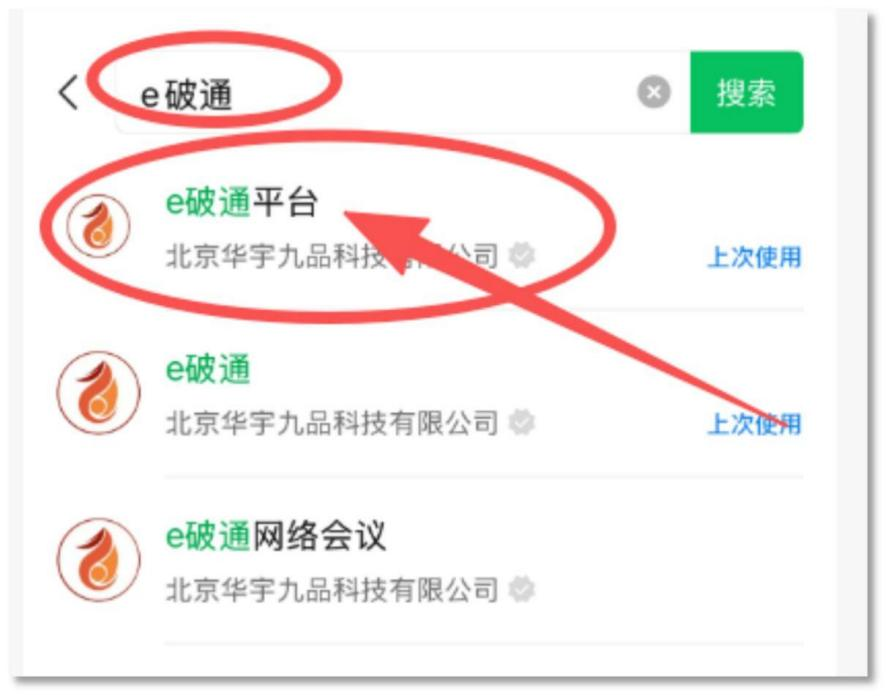 e破通
搜索
e破通平台
北京华宇九品科技有限公司
上次使用
e破通
北京华宇九品科技有限公司
上次使用
e破通网络会议
北京华宇九品科技有限公司